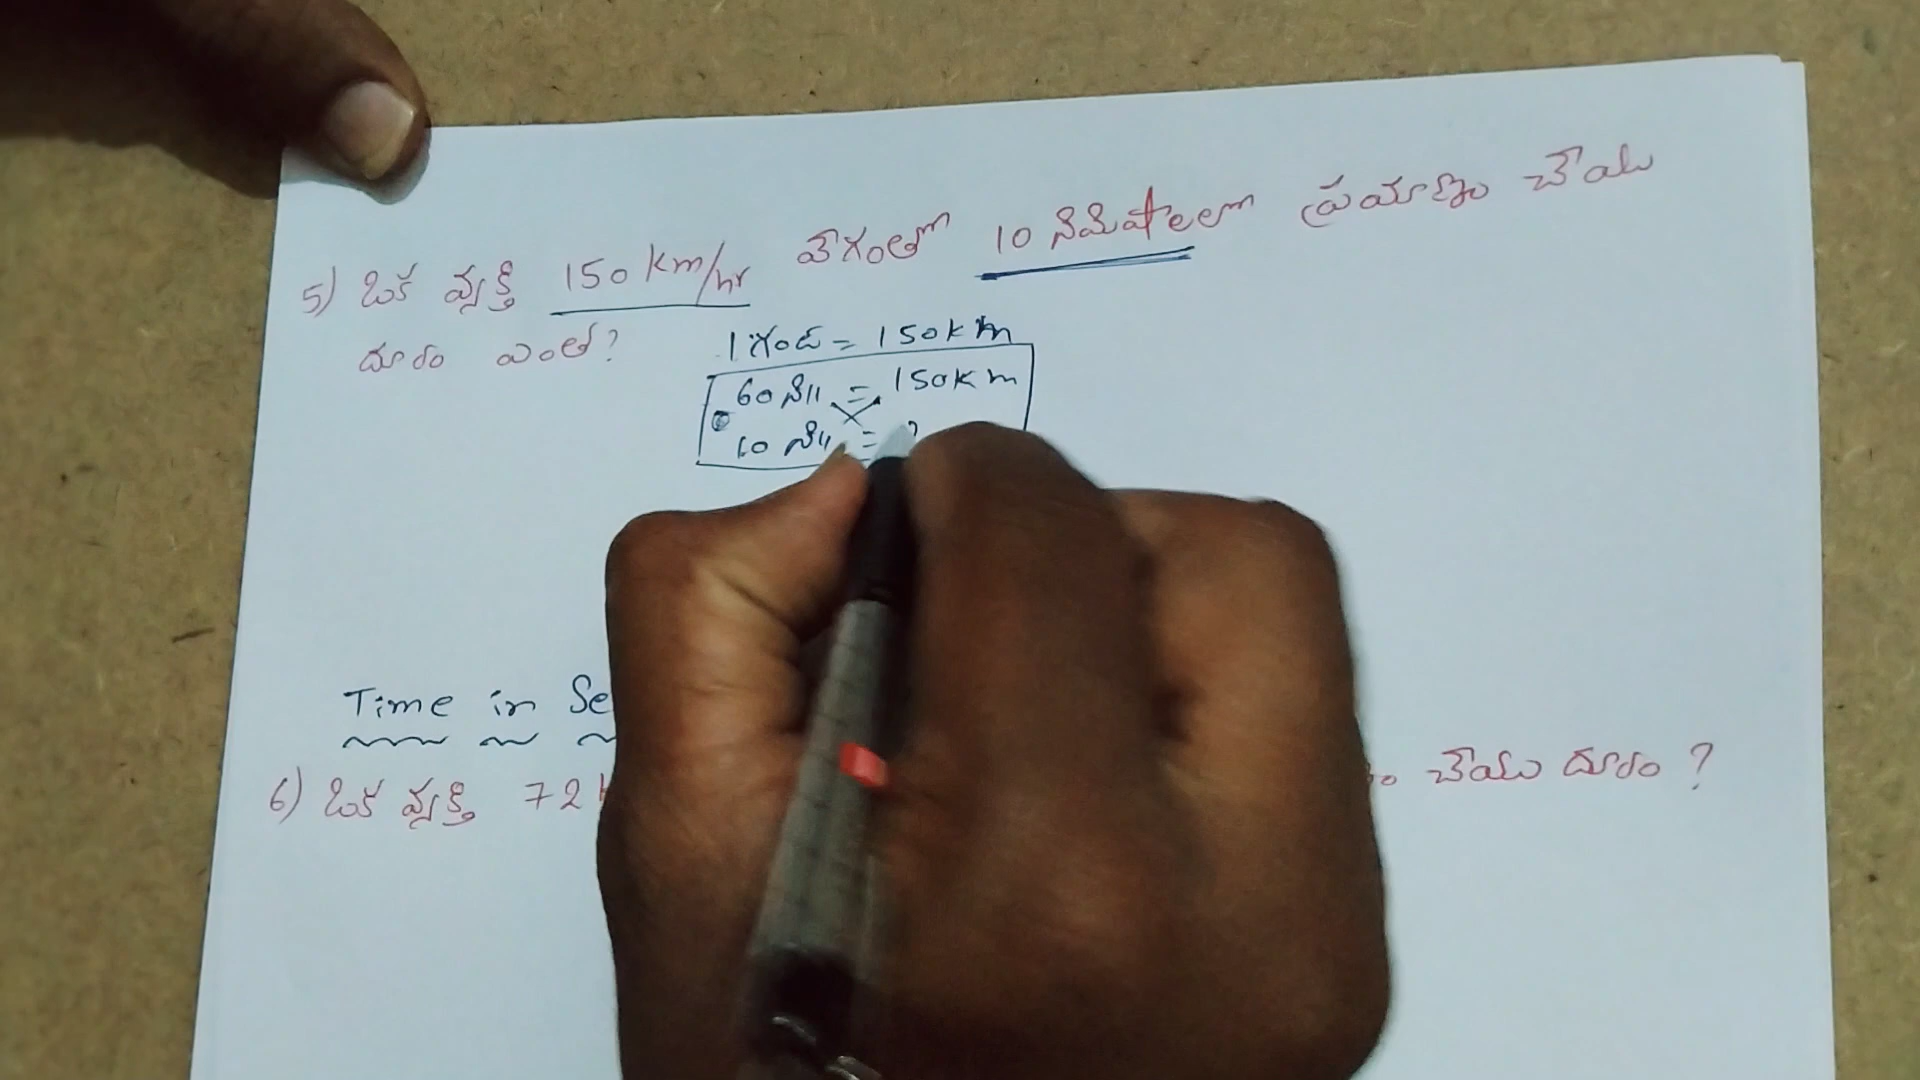 5) ఒక వ్యక్తి 150 km/hr వేగంతో 10 నిమిషాలలో ప్రయాణం చేయు
దూరం ఎంత?
1 గంట = 150 km
60 ని॥ = 150 km
10 ని॥ = ?
Time in
6) ఒక వ్యక్తి 72 చేయు దూరం ?